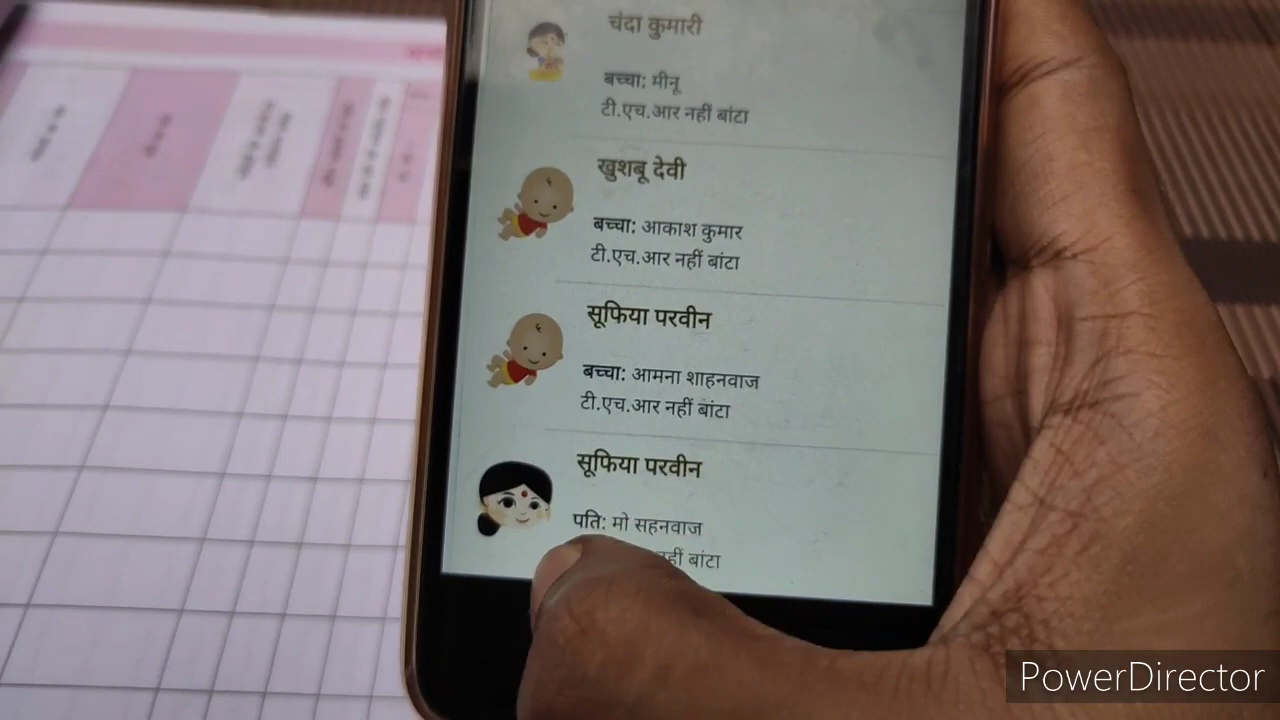 चंदा कुमारी
बच्चा: मीनू
टी.एच.आर नहीं बांटा
खुशबू देवी
बच्चा: आकाश कुमार
टी.एच.आर नहीं बांटा
सूफिया परवीन
बच्चा: आमना शाहनवाज
टी.एच.आर नहीं बांटा
सूफिया परवीन
पति: मो सहनवाज
बांटा
PowerDirector